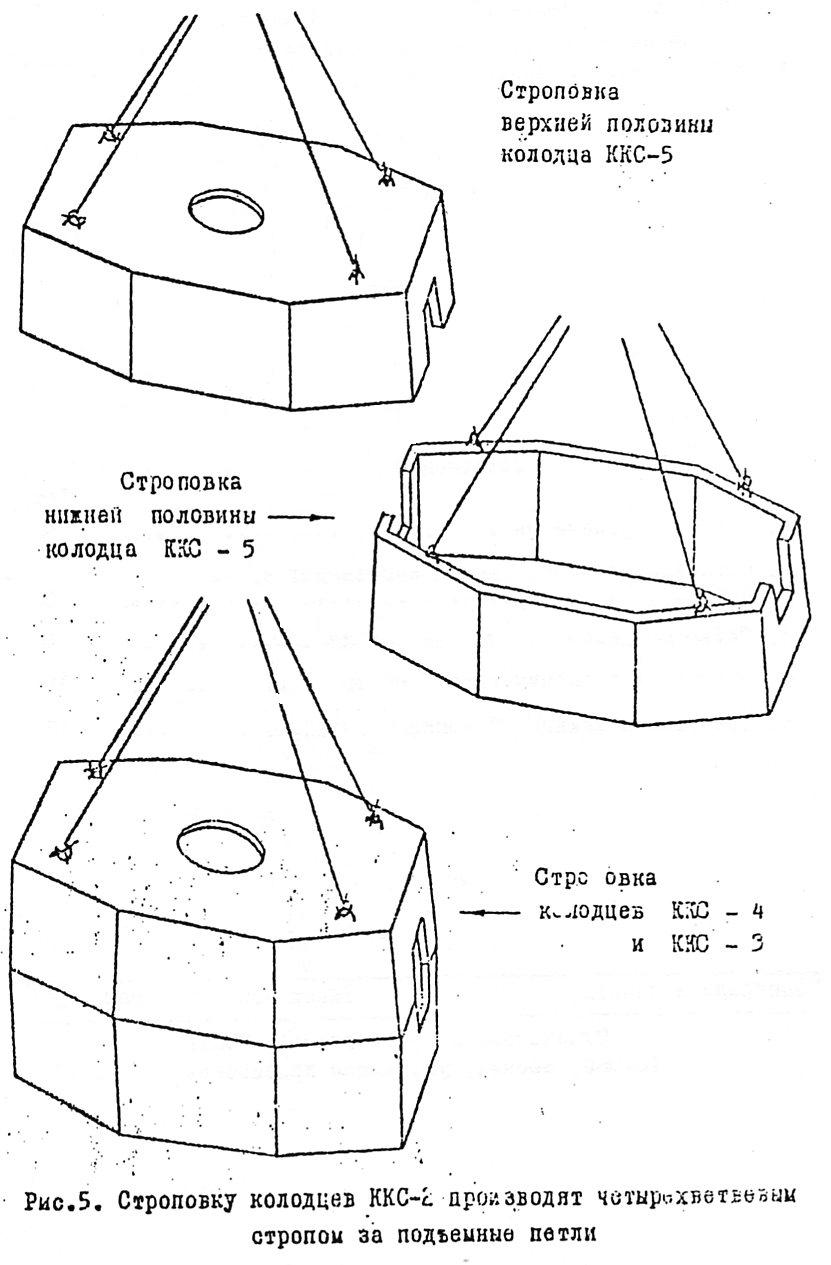 Строповка
верхней половины
колодца ККС-5
Строповка
нижней половины
колодца ККС - 5
колодцев ККС - 4
и ККС - 3
Рис.5. Строповку колодцев ККС-2 производят четырехветвевым
стропом за подъемные петли